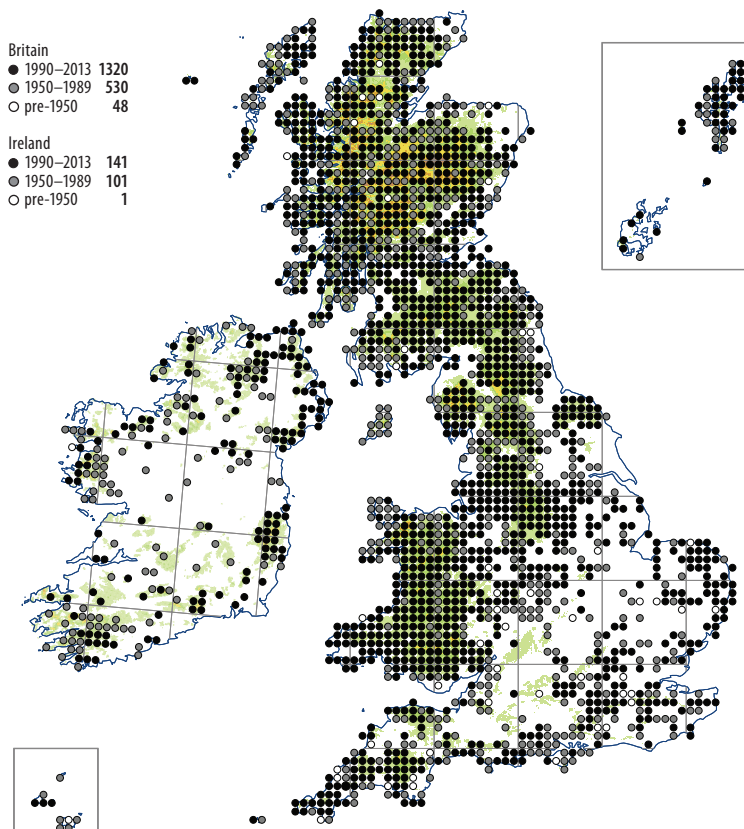 Britain
● 1990–2013 1320
● 1950–1989 530
○ pre-1950 48
Ireland
● 1990–2013 141
● 1950–1989 101
○ pre-1950 1